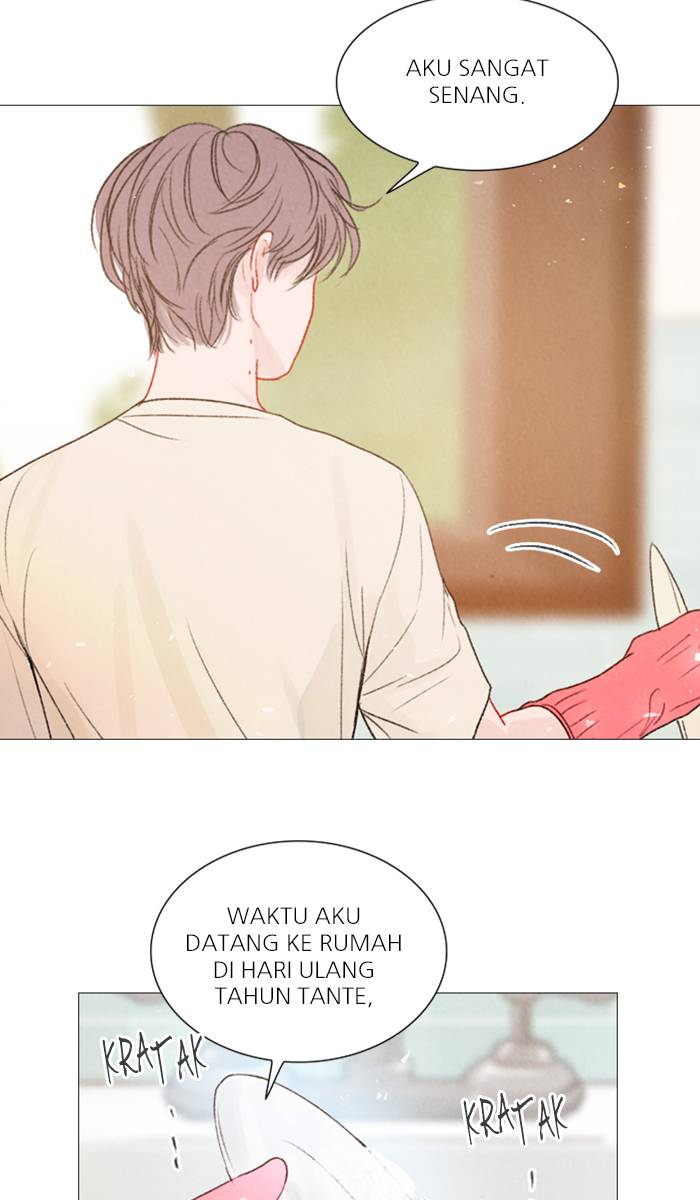 AKU SANGAT
SENANG.
WAKTU AKU
DATANG KE RUMAH
DI HARI ULANG
TAHUN TANTE,
KRATAK
KRATAK